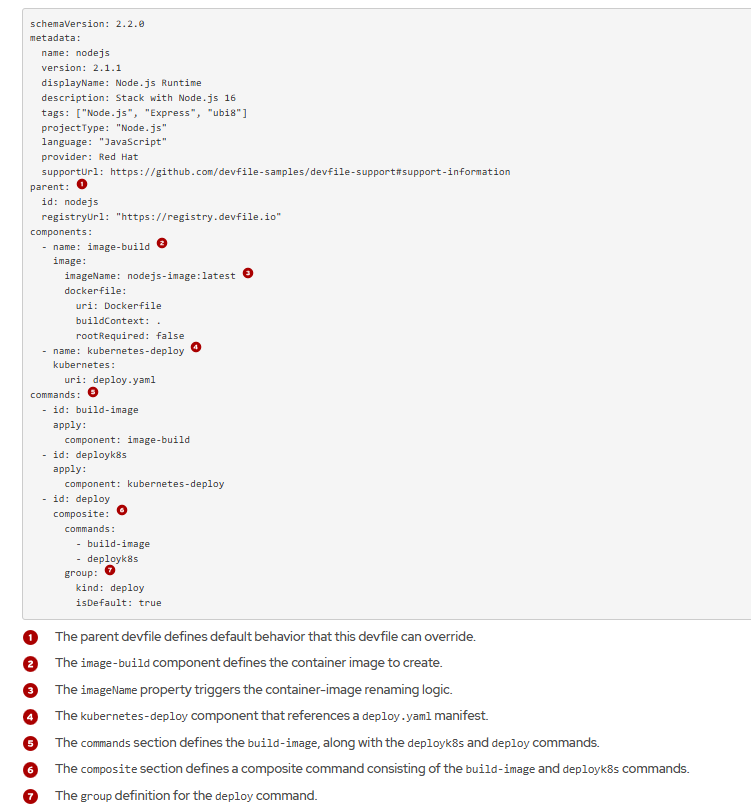 schemaVersion: 2.2.0
metadata:
  name: nodejs
  version: 2.1.1
  displayName: Node.js Runtime
  description: Stack with Node.js 16
  tags: ["Node.js", "Express", "ubi8"]
  projectType: "Node.js"
  language: "JavaScript"
  provider: Red Hat
  supportUrl: https://github.com/devfile-samples/devfile-support#support-information
parent: 1
  id: nodejs
  registryUrl: "https://registry.devfile.io"
components:
  - name: image-build 2
    image:
      imageName: nodejs-image:latest 3
      dockerfile:
        uri: Dockerfile
        buildContext: .
        rootRequired: false
  - name: kubernetes-deploy 4
    kubernetes:
      uri: deploy.yaml
commands: 5
  - id: build-image
    apply:
      component: image-build
  - id: deployk8s
    apply:
      component: kubernetes-deploy
  - id: deploy
    composite: 6
      commands:
        - build-image
        - deployk8s
      group: 7
        kind: deploy
        isDefault: true
1 The parent devfile defines default behavior that this devfile can override.
2 The image-build component defines the container image to create.
3 The imageName property triggers the container-image renaming logic.
4 The kubernetes-deploy component that references a deploy.yaml manifest.
5 The commands section defines the build-image, along with the deployk8s and deploy commands.
6 The composite section defines a composite command consisting of the build-image and deployk8s commands.
7 The group definition for the deploy command.